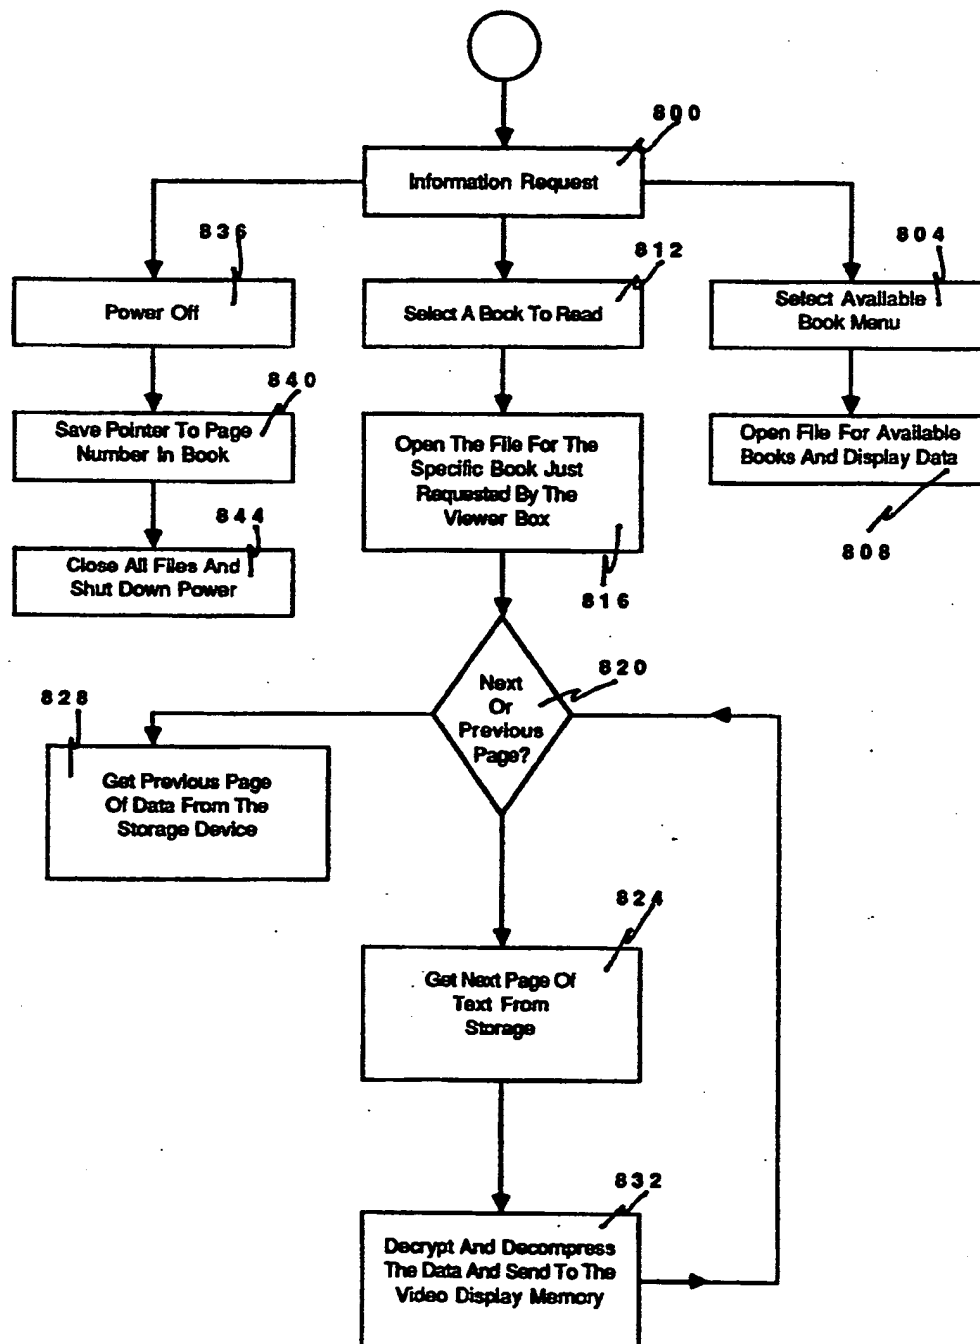 800
Information Request
836
Power Off
840
Save Pointer To Page
Number In Book
844
Close All Files And
Shut Down Power
812
Select A Book To Read
Open The File For The
Specific Book Just
Requested By The
Viewer Box
816
804
Select Available
Book Menu
Open File For Available
Books And Display Data
808
820
Next
Or
Previous
Page?
828
Get Previous Page
Of Data From The
Storage Device
824
Get Next Page Of
Text From
Storage
832
Decrypt And Decompress
The Data And Send To The
Video Display Memory